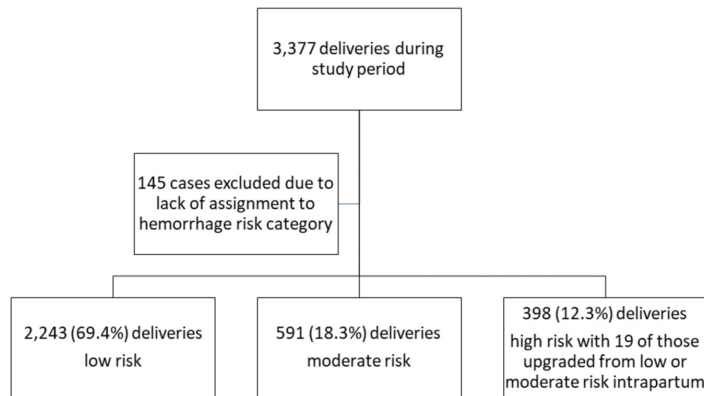 3,377 deliveries during
study period
145 cases excluded due to
lack of assignment to
hemorrhage risk category
2,243 (69.4%) deliveries
low risk
591 (18.3%) deliveries
moderate risk
398 (12.3%) deliveries
high risk with 19 of those
upgraded from low or
moderate risk intrapartum